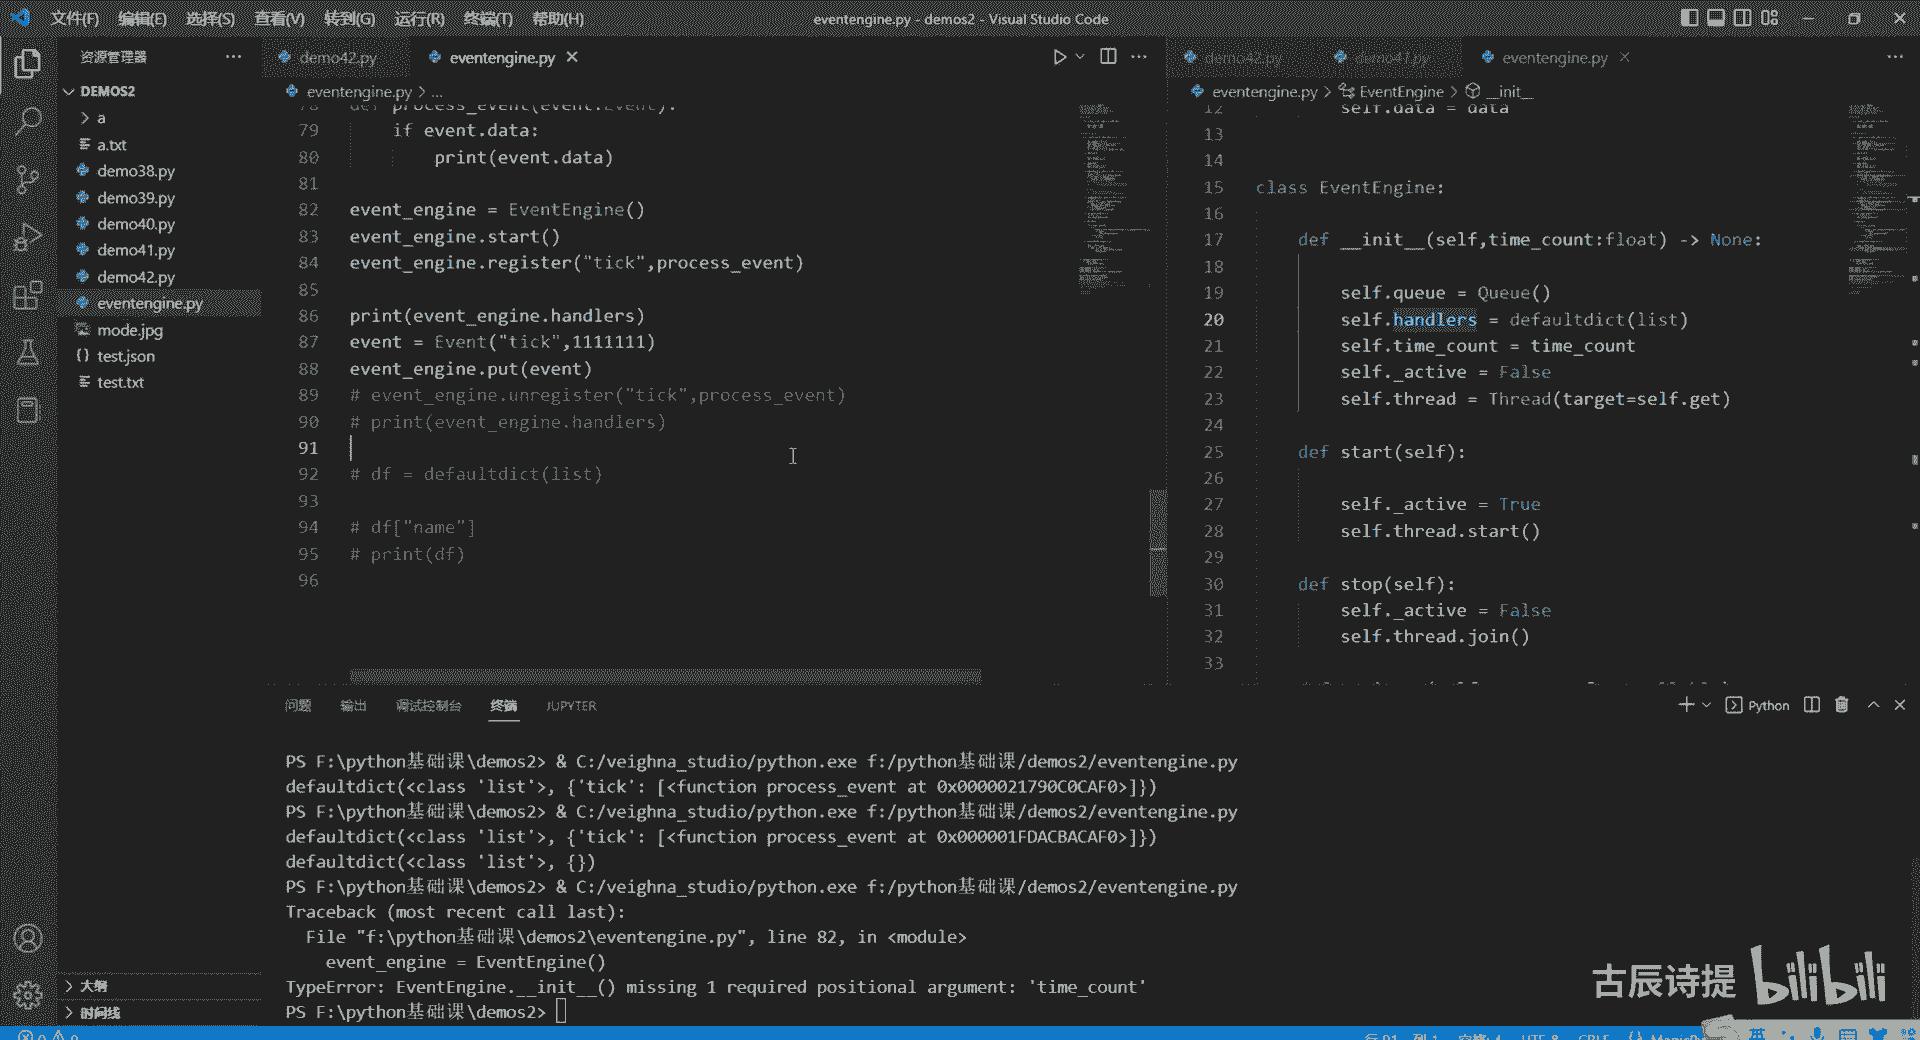 文件(F) 编辑(E) 选择(S) 查看(V) 转到(G) 运行(R) 终端(T) 帮助(H)
eventengine.py - demos2 - Visual Studio Code
资源管理器
DEMOS2
a
a.txt
demo38.py
demo39.py
demo40.py
demo41.py
demo42.py
eventengine.py
mode.jpg
test.json
test.txt
大纲
时间线
demo42.py eventengine.py
eventengine.py > ...
78 def process_event(event:Event):
79 if event.data:
80 print(event.data)
81
82 event_engine = EventEngine()
83 event_engine.start()
84 event_engine.register("tick",process_event)
85
86 print(event_engine.handlers)
87 event = Event("tick",1111111)
88 event_engine.put(event)
89 # event_engine.unregister("tick",process_event)
90 # print(event_engine.handlers)
91
92 # df = defaultdict(list)
93
94 # df["name"]
95 # print(df)
96
demo42.py demo41.py eventengine.py
eventengine.py > EventEngine > __init__
12 self.data = data
13
14
15 class EventEngine:
16
17 def __init__(self,time_count:float) -> None:
18
19 self.queue = Queue()
20 self.handlers = defaultdict(list)
21 self.time_count = time_count
22 self._active = False
23 self.thread = Thread(target=self.get)
24
25 def start(self):
26
27 self._active = True
28 self.thread.start()
29
30 def stop(self):
31 self._active = False
32 self.thread.join()
33
问题 输出 调试控制台 终端 JUPYTER
Python
PS F:\python基础课\demos2> & C:/veighna_studio/python.exe f:/python基础课/demos2/eventengine.py
defaultdict(<class 'list'>, {'tick': [<function process_event at 0x0000021790C0CAF0>]})
PS F:\python基础课\demos2> & C:/veighna_studio/python.exe f:/python基础课/demos2/eventengine.py
defaultdict(<class 'list'>, {'tick': [<function process_event at 0x000001FDACBACAF0>]})
defaultdict(<class 'list'>, {})
PS F:\python基础课\demos2> & C:/veighna_studio/python.exe f:/python基础课/demos2/eventengine.py
Traceback (most recent call last):
File "f:\python基础课\demos2\eventengine.py", line 82, in <module>
event_engine = EventEngine()
TypeError: EventEngine.__init__() missing 1 required positional argument: 'time_count'
PS F:\python基础课\demos2>
古辰诗提 bilibili